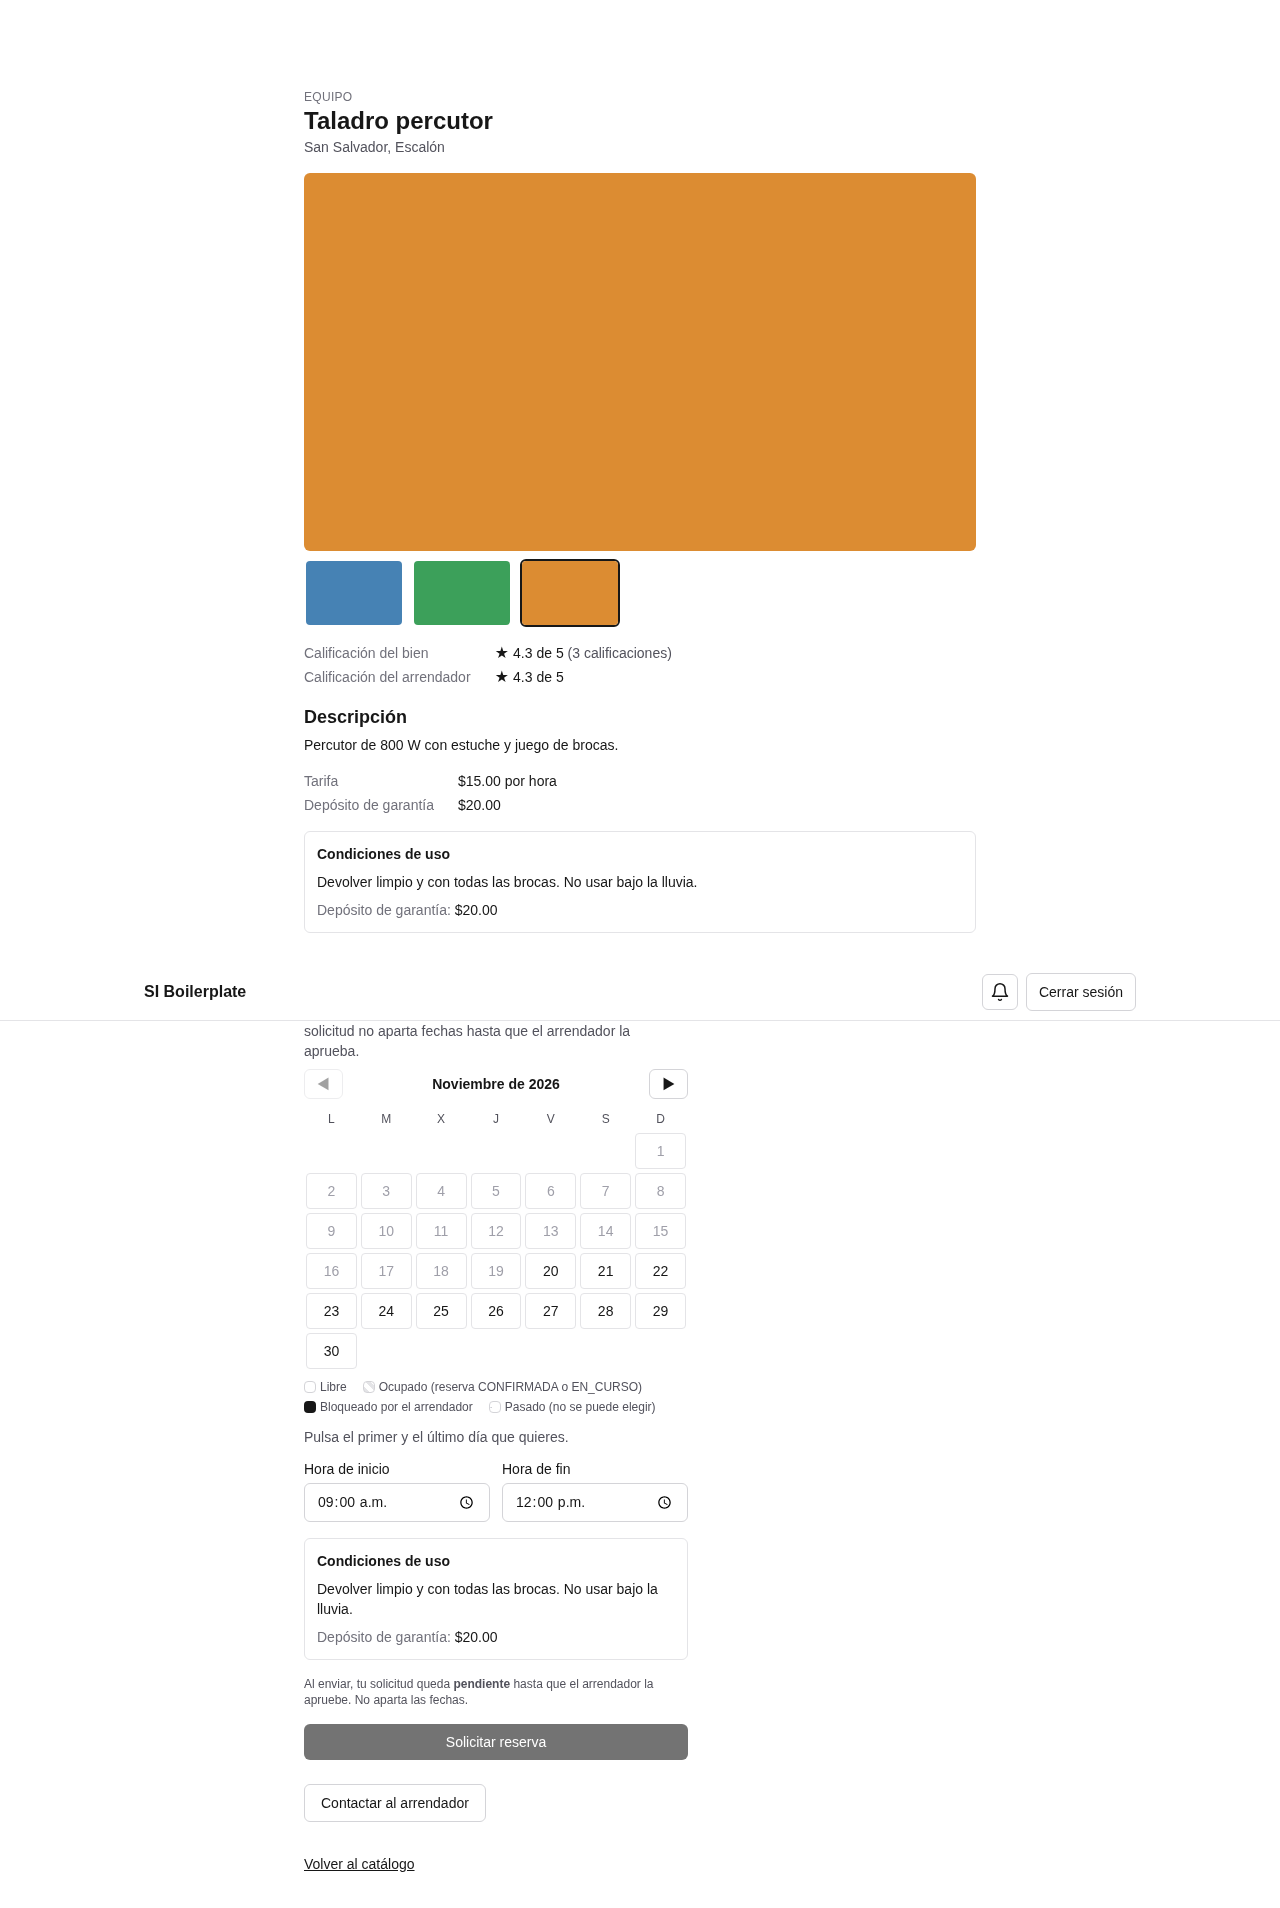 EQUIPO
Taladro percutor
San Salvador, Escalón
Calificación del bien ★ 4.3 de 5 (3 calificaciones)
Calificación del arrendador ★ 4.3 de 5
Descripción
Percutor de 800 W con estuche y juego de brocas.
Tarifa $15.00 por hora
Depósito de garantía $20.00
Condiciones de uso
Devolver limpio y con todas las brocas. No usar bajo la lluvia.
Depósito de garantía: $20.00
SI Boilerplate Cerrar sesión
solicitud no aparta fechas hasta que el arrendador la
aprueba.
Noviembre de 2026
L M X J V S D
1
2 3 4 5 6 7 8
9 10 11 12 13 14 15
16 17 18 19 20 21 22
23 24 25 26 27 28 29
30
Libre Ocupado (reserva CONFIRMADA o EN_CURSO)
Bloqueado por el arrendador Pasado (no se puede elegir)
Pulsa el primer y el último día que quieres.
Hora de inicio Hora de fin
09:00 a.m. 12:00 p.m.
Condiciones de uso
Devolver limpio y con todas las brocas. No usar bajo la
lluvia.
Depósito de garantía: $20.00
Al enviar, tu solicitud queda pendiente hasta que el arrendador la
apruebe. No aparta las fechas.
Solicitar reserva
Contactar al arrendador
Volver al catálogo